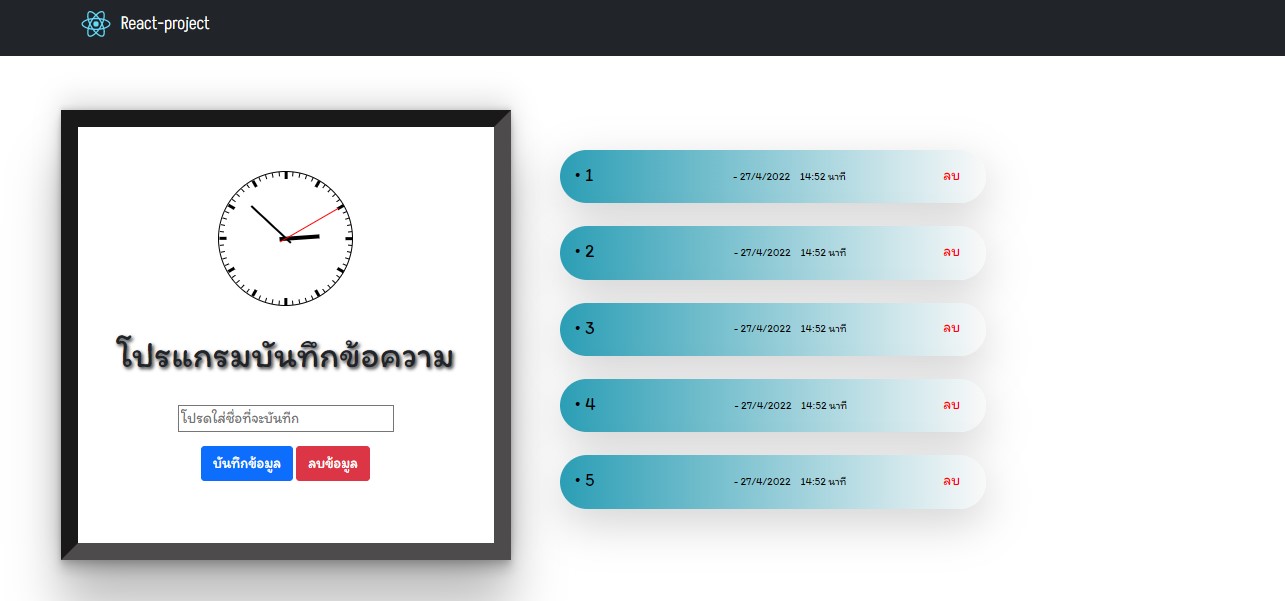 React-project
โปรแกรมบันทึกข้อความ
โปรดใส่ชื่อที่จะบันทึก
บันทึกข้อมูล ลบข้อมูล
• 1 - 27/4/2022 14:52 นาที ลบ
• 2 - 27/4/2022 14:52 นาที ลบ
• 3 - 27/4/2022 14:52 นาที ลบ
• 4 - 27/4/2022 14:52 นาที ลบ
• 5 - 27/4/2022 14:52 นาที ลบ